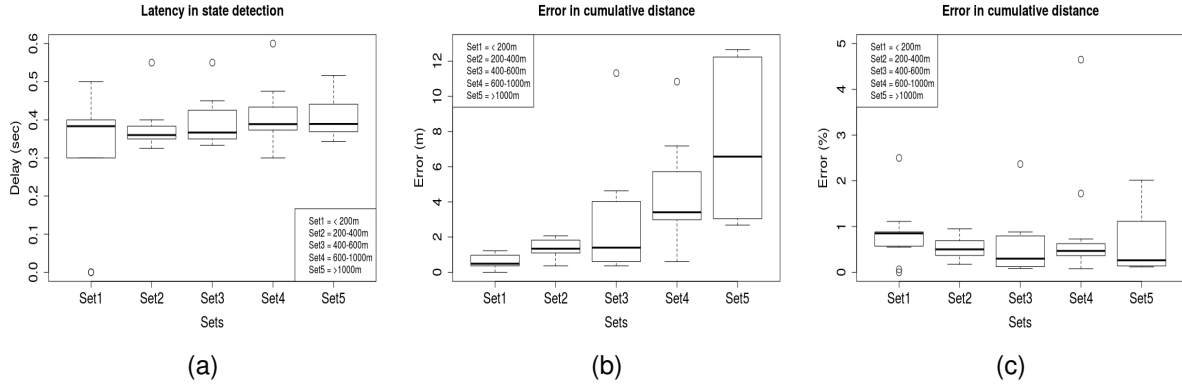 Latency in state detection
0.6
0.5
0.4
0.3
0.2
0.1
0.0
Delay (sec)
Set1 = < 200m
Set2 = 200-400m
Set3 = 400-600m
Set4 = 600-1000m
Set5 = >1000m
Set1 Set2 Set3 Set4 Set5
Sets
(a)
Error in cumulative distance
12
10
8
6
4
2
0
Error (m)
Set1 = < 200m
Set2 = 200-400m
Set3 = 400-600m
Set4 = 600-1000m
Set5 = >1000m
Set1 Set2 Set3 Set4 Set5
Sets
(b)
Error in cumulative distance
5
4
3
2
1
0
Error (%)
Set1 = < 200m
Set2 = 200-400m
Set3 = 400-600m
Set4 = 600-1000m
Set5 = >1000m
Set1 Set2 Set3 Set4 Set5
Sets
(c)